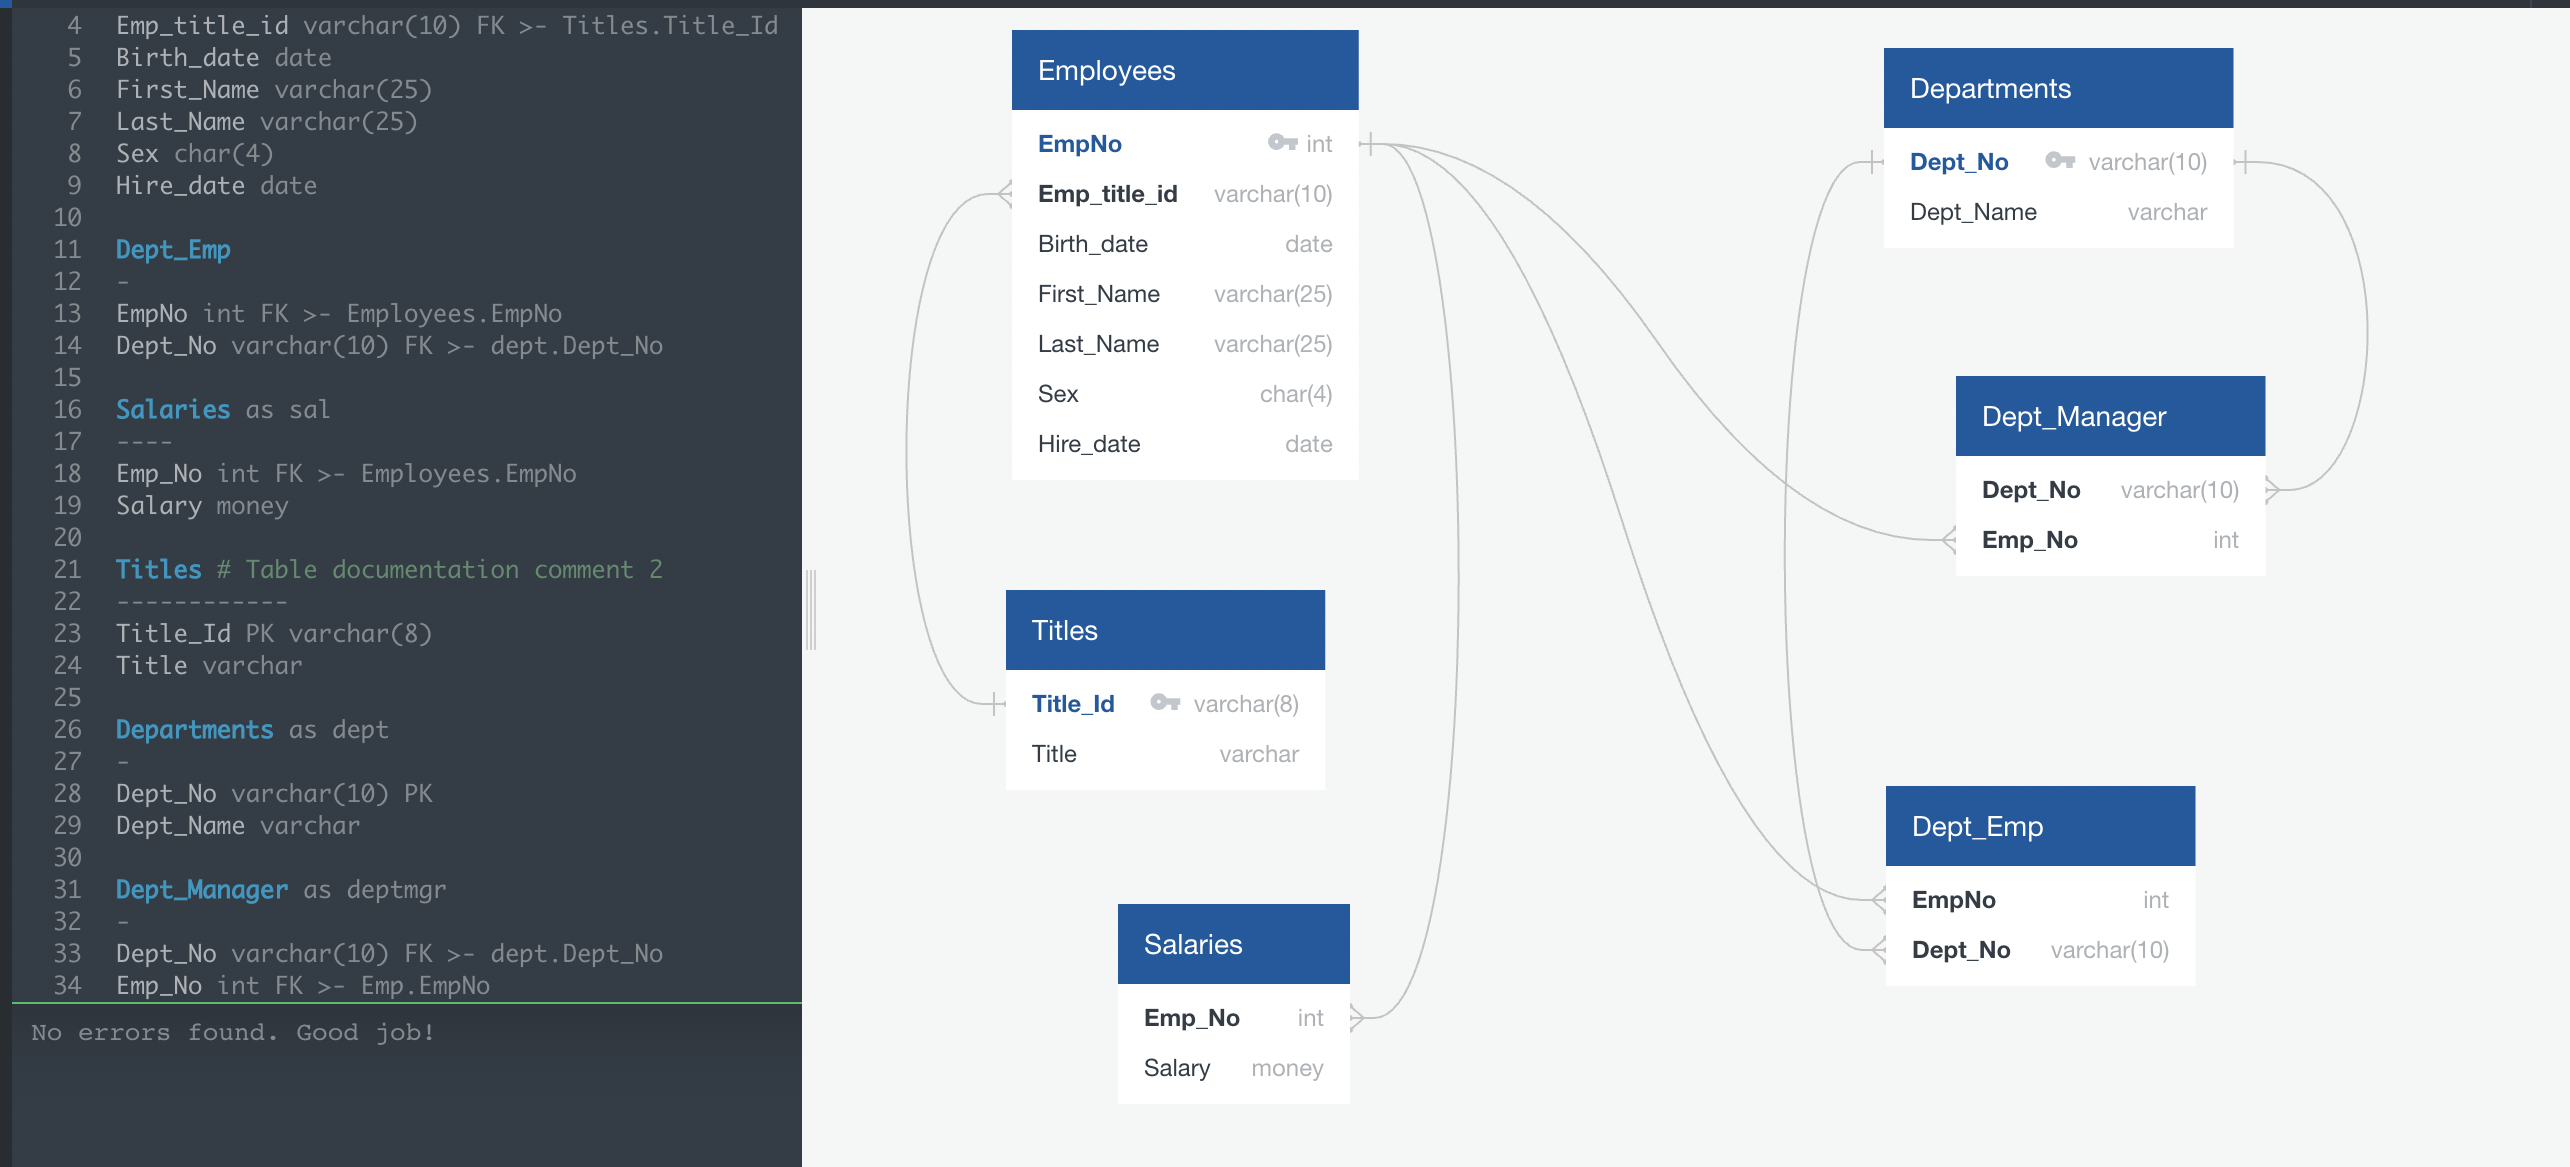 4 Emp_title_id varchar(10) FK >- Titles.Title_Id
5 Birth_date date
6 First_Name varchar(25)
7 Last_Name varchar(25)
8 Sex char(4)
9 Hire_date date
10
11 Dept_Emp
12 -
13 EmpNo int FK >- Employees.EmpNo
14 Dept_No varchar(10) FK >- dept.Dept_No
15
16 Salaries as sal
17 ----
18 Emp_No int FK >- Employees.EmpNo
19 Salary money
20
21 Titles # Table documentation comment 2
22 ------------
23 Title_Id PK varchar(8)
24 Title varchar
25
26 Departments as dept
27 -
28 Dept_No varchar(10) PK
29 Dept_Name varchar
30
31 Dept_Manager as deptmgr
32 -
33 Dept_No varchar(10) FK >- dept.Dept_No
34 Emp_No int FK >- Emp.EmpNo
No errors found. Good job!
Employees
EmpNo int
Emp_title_id varchar(10)
Birth_date date
First_Name varchar(25)
Last_Name varchar(25)
Sex char(4)
Hire_date date
Titles
Title_Id varchar(8)
Title varchar
Salaries
Emp_No int
Salary money
Departments
Dept_No varchar(10)
Dept_Name varchar
Dept_Manager
Dept_No varchar(10)
Emp_No int
Dept_Emp
EmpNo int
Dept_No varchar(10)